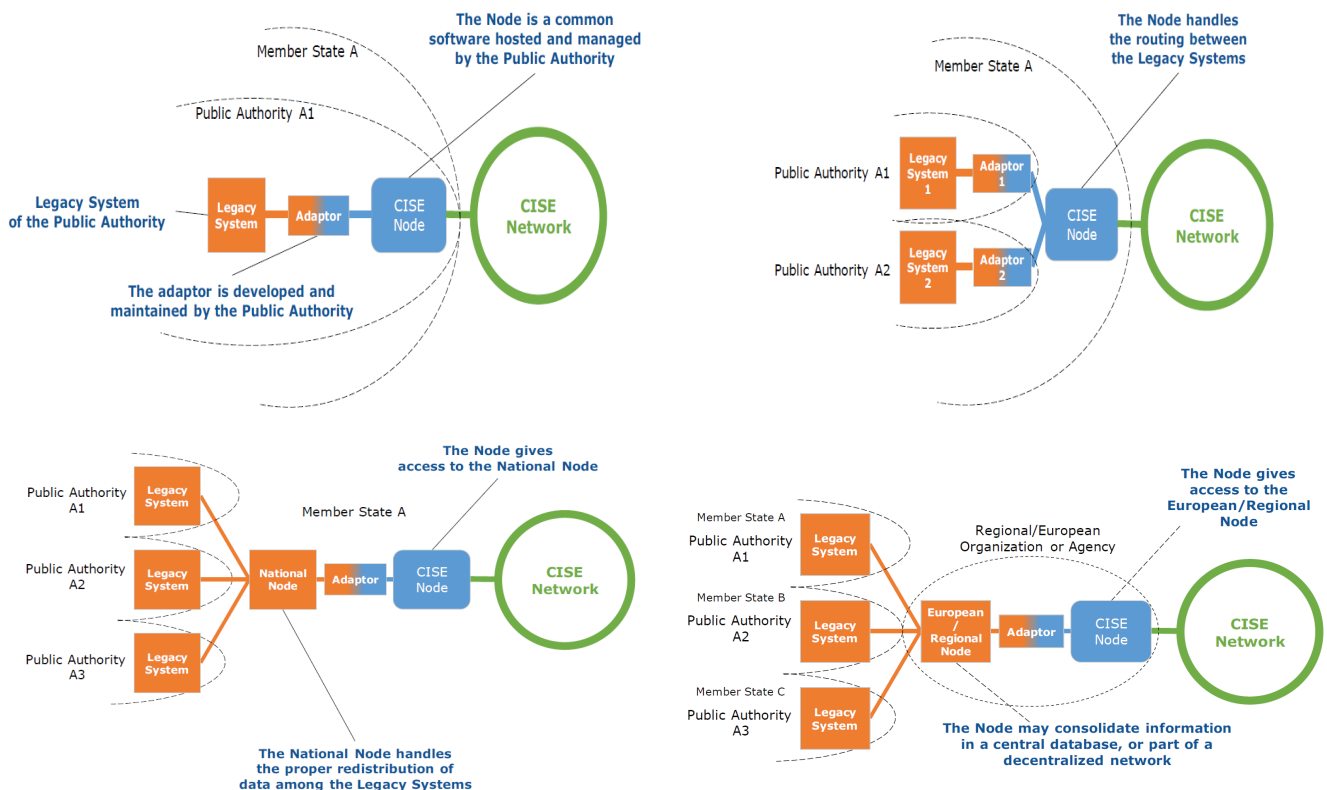 The Node is a common
software hosted and managed
by the Public Authority
Member State A
Public Authority A1
Legacy System
of the Public Authority
Legacy
System
Adaptor
CISE
Node
CISE
Network
The adaptor is developed and
maintained by the Public Authority
The Node handles
the routing between
the Legacy Systems
Member State A
Public Authority A1
Legacy
System
1
Adaptor
1
Public Authority A2
Legacy
System
2
Adaptor
2
CISE
Node
CISE
Network
The Node gives
access to the National Node
Member State A
Public Authority
A1
Legacy
System
Public Authority
A2
Legacy
System
Public Authority
A3
Legacy
System
National
Node
Adaptor
CISE
Node
CISE
Network
The National Node handles
the proper redistribution of
data among the Legacy Systems
The Node gives
access to the
European/Regional
Node
Regional/European
Organization or Agency
Member State A
Public Authority
A1
Legacy
System
Member State B
Public Authority
A2
Legacy
System
Member State C
Public Authority
A3
Legacy
System
European
/
Regional
Node
Adaptor
CISE
Node
CISE
Network
The Node may consolidate information
in a central database, or part of a
decentralized network